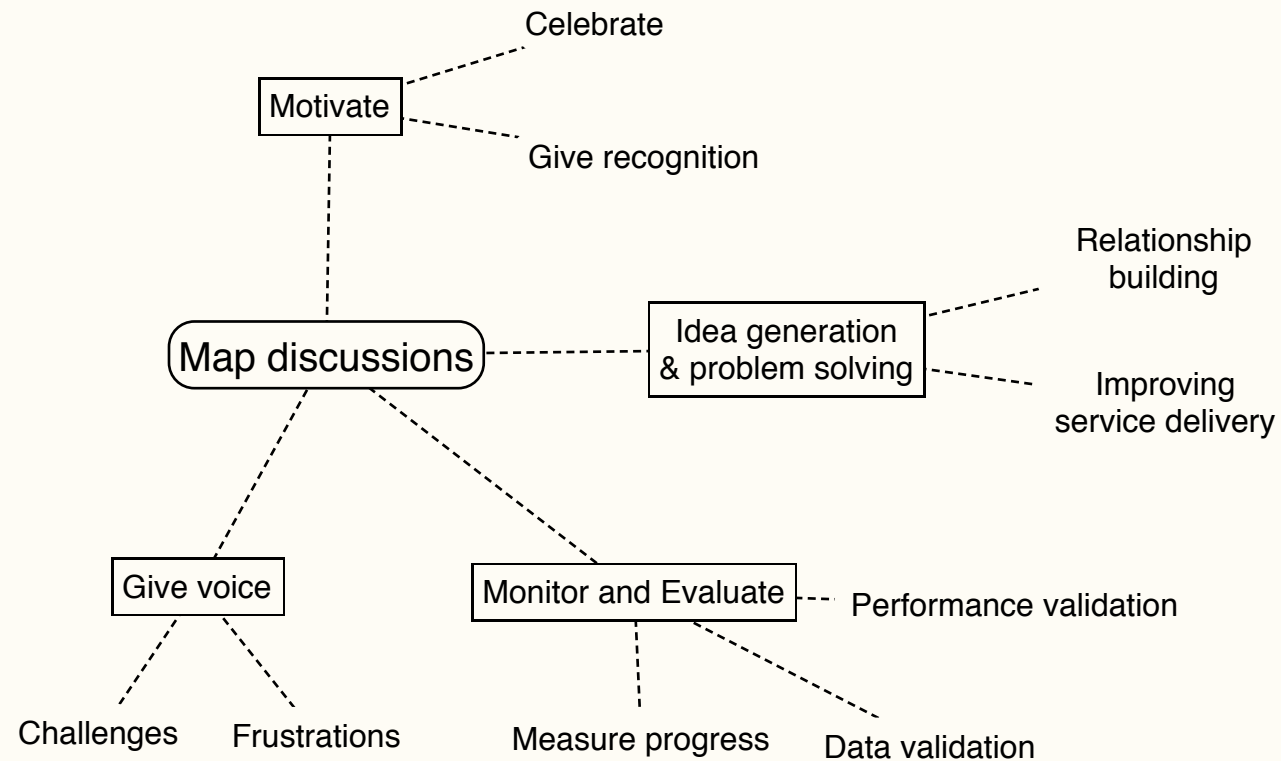 Celebrate
Motivate
Give recognition
Relationship
building
Idea generation
& problem solving
Map discussions
Improving
service delivery
Give voice
Monitor and Evaluate
Performance validation
Challenges
Frustrations
Measure progress
Data validation